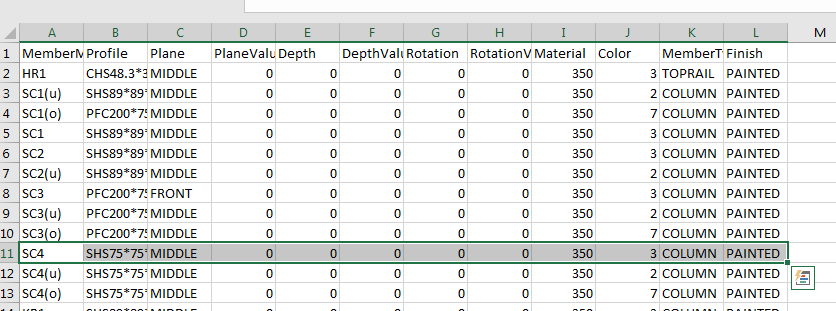 A B C D E F G H I J K L M
1 MemberM Profile Plane PlaneValu Depth DepthValu Rotation RotationV Material Color MemberTy Finish
2 HR1 CHS48.3*3 MIDDLE 0 0 0 0 0 350 3 TOPRAIL PAINTED
3 SC1(u) SHS89*89* MIDDLE 0 0 0 0 0 350 2 COLUMN PAINTED
4 SC1(o) PFC200*75 MIDDLE 0 0 0 0 0 350 7 COLUMN PAINTED
5 SC1 SHS89*89* MIDDLE 0 0 0 0 0 350 3 COLUMN PAINTED
6 SC2 SHS89*89* MIDDLE 0 0 0 0 0 350 3 COLUMN PAINTED
7 SC2(u) SHS89*89* MIDDLE 0 0 0 0 0 350 2 COLUMN PAINTED
8 SC3 PFC200*75 FRONT 0 0 0 0 0 350 3 COLUMN PAINTED
9 SC3(u) PFC200*75 MIDDLE 0 0 0 0 0 350 2 COLUMN PAINTED
10 SC3(o) PFC200*75 MIDDLE 0 0 0 0 0 350 7 COLUMN PAINTED
11 SC4 SHS75*75* MIDDLE 0 0 0 0 0 350 3 COLUMN PAINTED
12 SC4(u) SHS75*75* MIDDLE 0 0 0 0 0 350 2 COLUMN PAINTED
13 SC4(o) SHS75*75* MIDDLE 0 0 0 0 0 350 7 COLUMN PAINTED